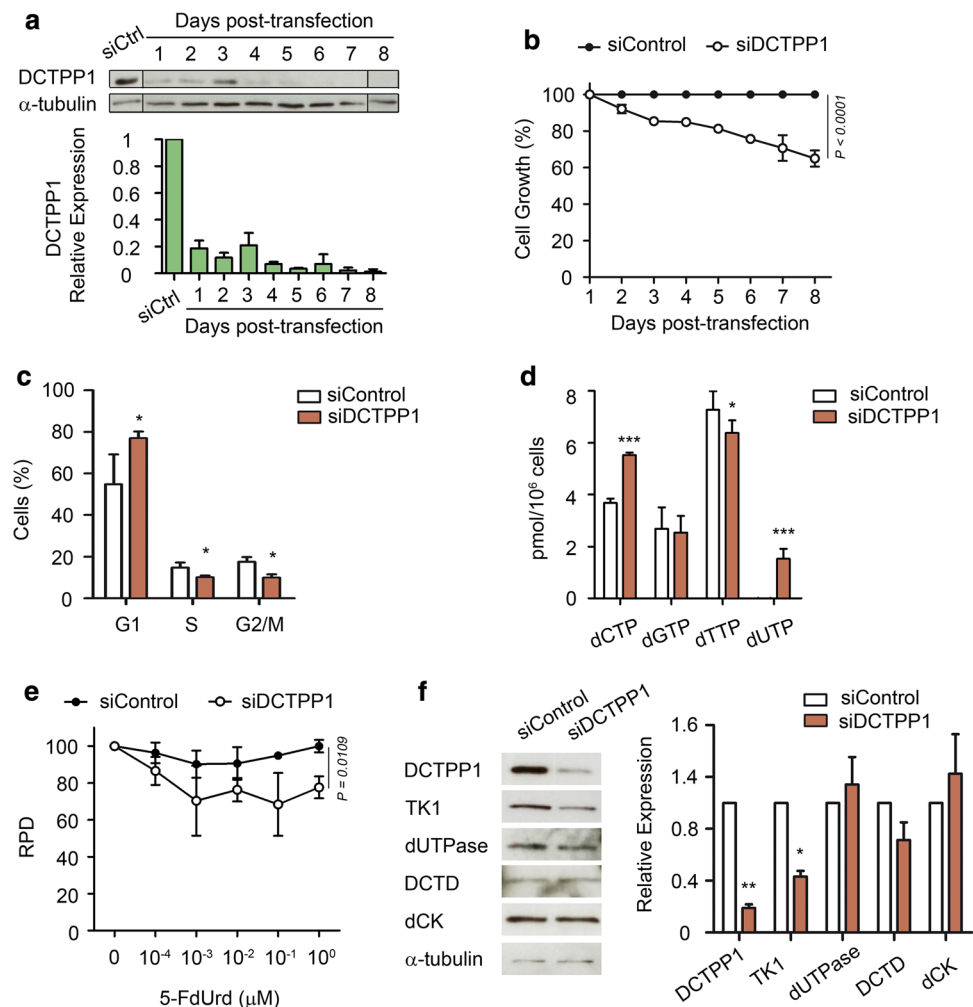 a
Days post-transfection
siCtrl 1 2 3 4 5 6 7 8
DCTPP1
α-tubulin
DCTPP1
Relative Expression
1
0.8
0.6
0.4
0.2
0
siCtrl 1 2 3 4 5 6 7 8
Days post-transfection
b
siControl siDCTPP1
Cell Growth (%)
100
80
60
40
20
0
P < 0.0001
1 2 3 4 5 6 7 8
Days post-transfection
c
siControl
siDCTPP1
Cells (%)
100
80
60
40
20
0
* * *
G1 S G2/M
d
siControl
siDCTPP1
pmol/10⁶ cells
8
6
4
2
0
*** * ***
dCTP dGTP dTTP dUTP
e
siControl siDCTPP1
RPD
100
80
60
40
20
0
P = 0.0109
0 10⁻⁴ 10⁻³ 10⁻² 10⁻¹ 10⁰
5-FdUrd (μM)
f
siControl siDCTPP1
DCTPP1
TK1
dUTPase
DCTD
dCK
α-tubulin
siControl
siDCTPP1
Relative Expression
1.6
1.4
0.8
0.4
0
** *
DCTPP1 TK1 dUTPase DCTD dCK